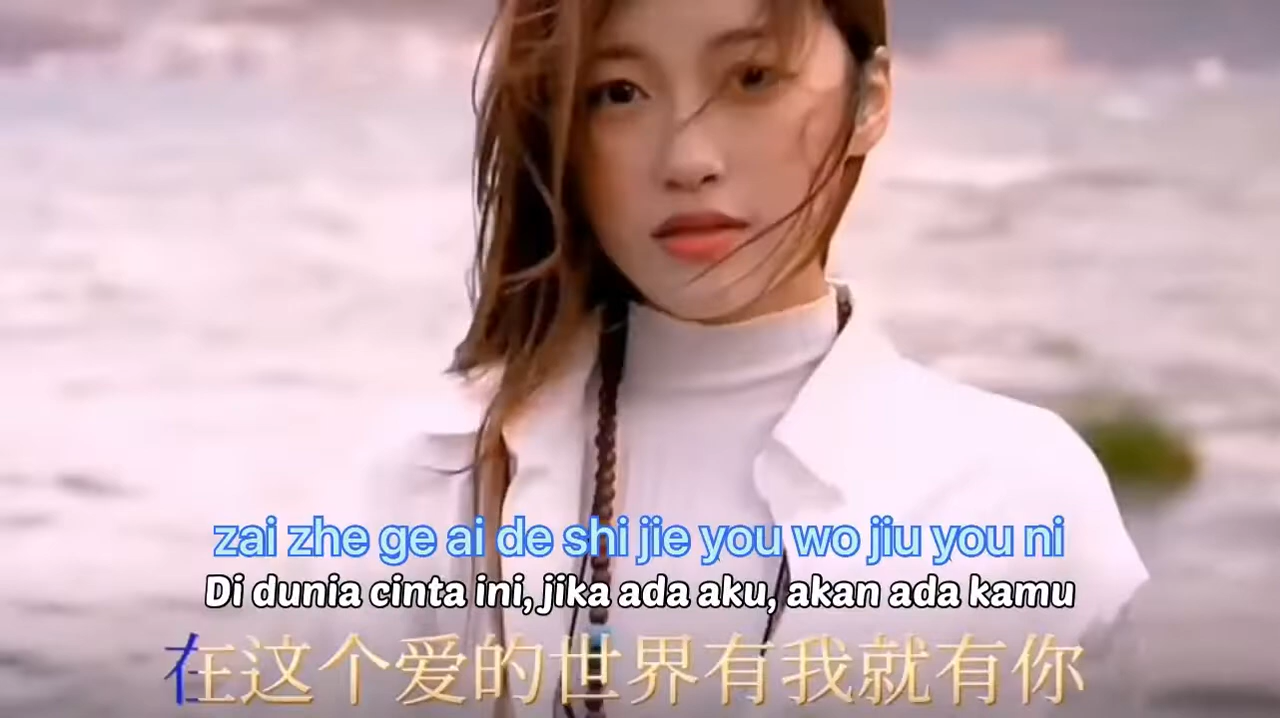 zai zhe ge ai de shi jie you wo jiu you ni
Di dunia cinta ini, jika ada aku, akan ada kamu
在这个爱的世界有我就有你